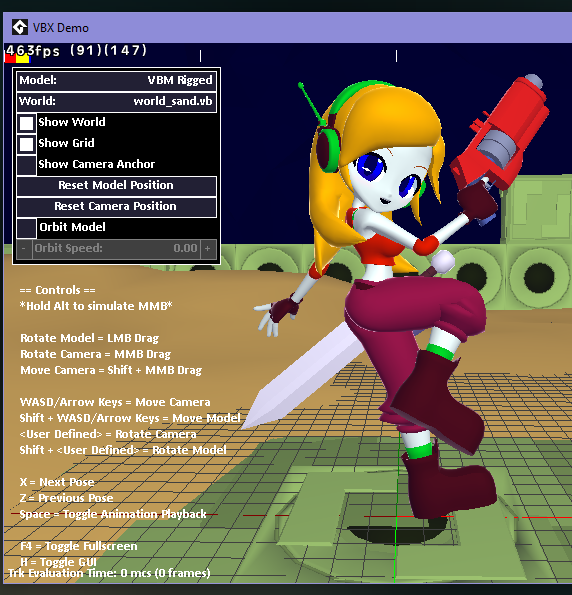 VBX Demo
463fps (91)(147)
Model: VBM Rigged
World: world_sand.vb
Show World
Show Grid
Show Camera Anchor
Reset Model Position
Reset Camera Position
Orbit Model
- Orbit Speed: 0.00 +
== Controls ==
*Hold Alt to simulate MMB*
Rotate Model = LMB Drag
Rotate Camera = MMB Drag
Move Camera = Shift + MMB Drag
WASD/Arrow Keys = Move Camera
Shift + WASD/Arrow Keys = Move Model
<User Defined> = Rotate Camera
Shift + <User Defined> = Rotate Model
X = Next Pose
Z = Previous Pose
Space = Toggle Animation Playback
F4 = Toggle Fullscreen
H = Toggle GUI
Trk Evaluation Time: 0 mcs (0 frames)